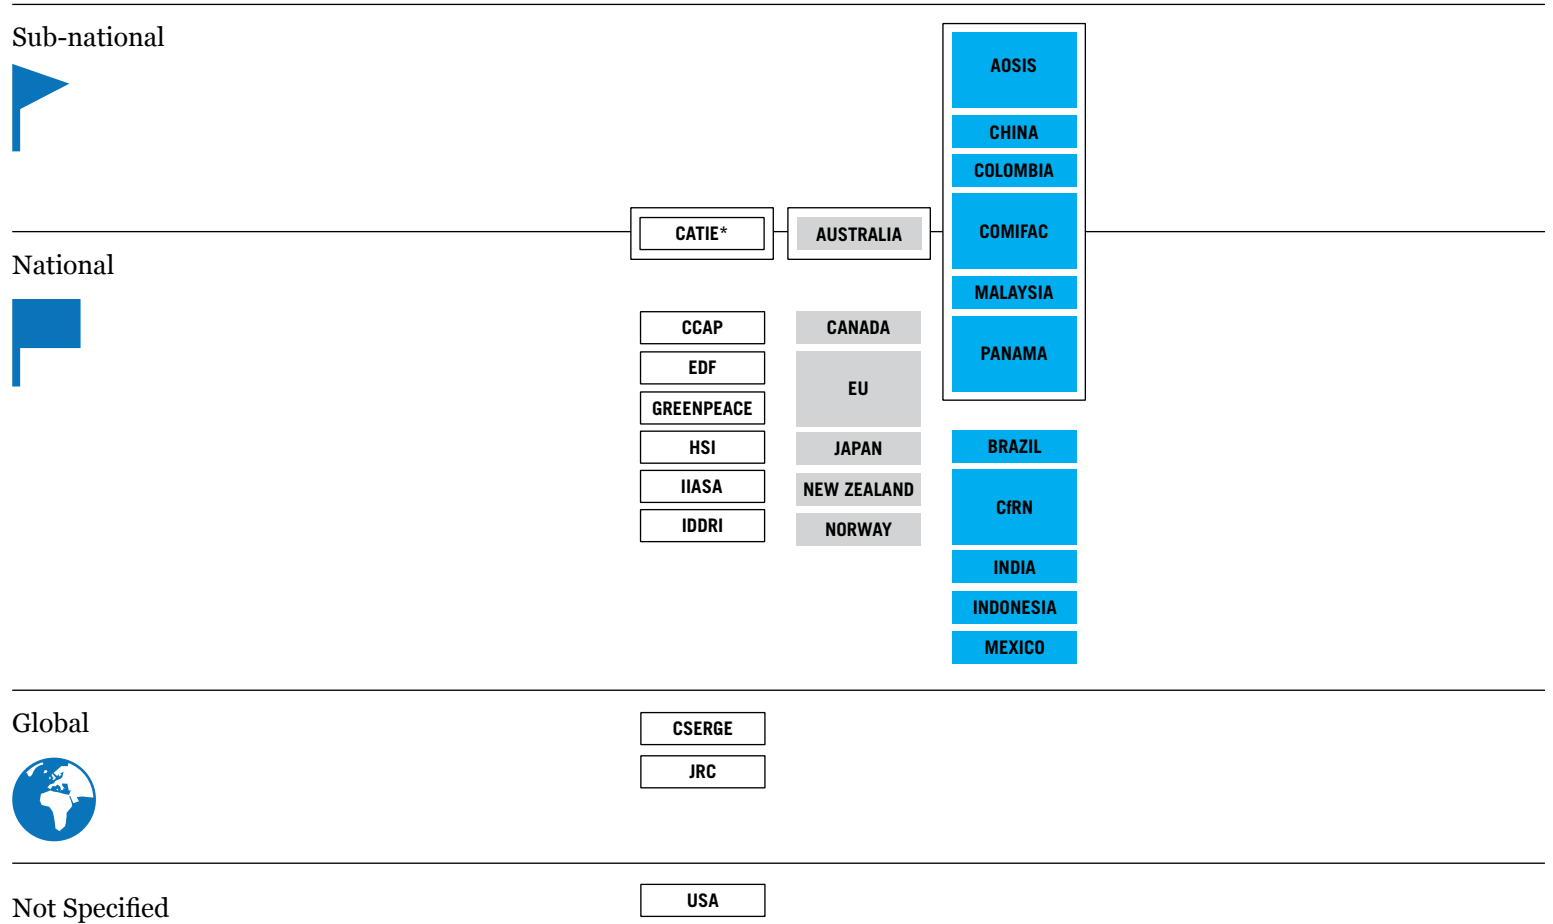 Sub-national
AOSIS
CHINA
COLOMBIA
CATIE*
AUSTRALIA
COMIFAC
National
MALAYSIA
CCAP
CANADA
PANAMA
EDF
EU
GREENPEACE
HSI
JAPAN
BRAZIL
IIASA
NEW ZEALAND
CfRN
IDDRI
NORWAY
INDIA
INDONESIA
MEXICO
Global
CSERGE
JRC
Not Specified
USA